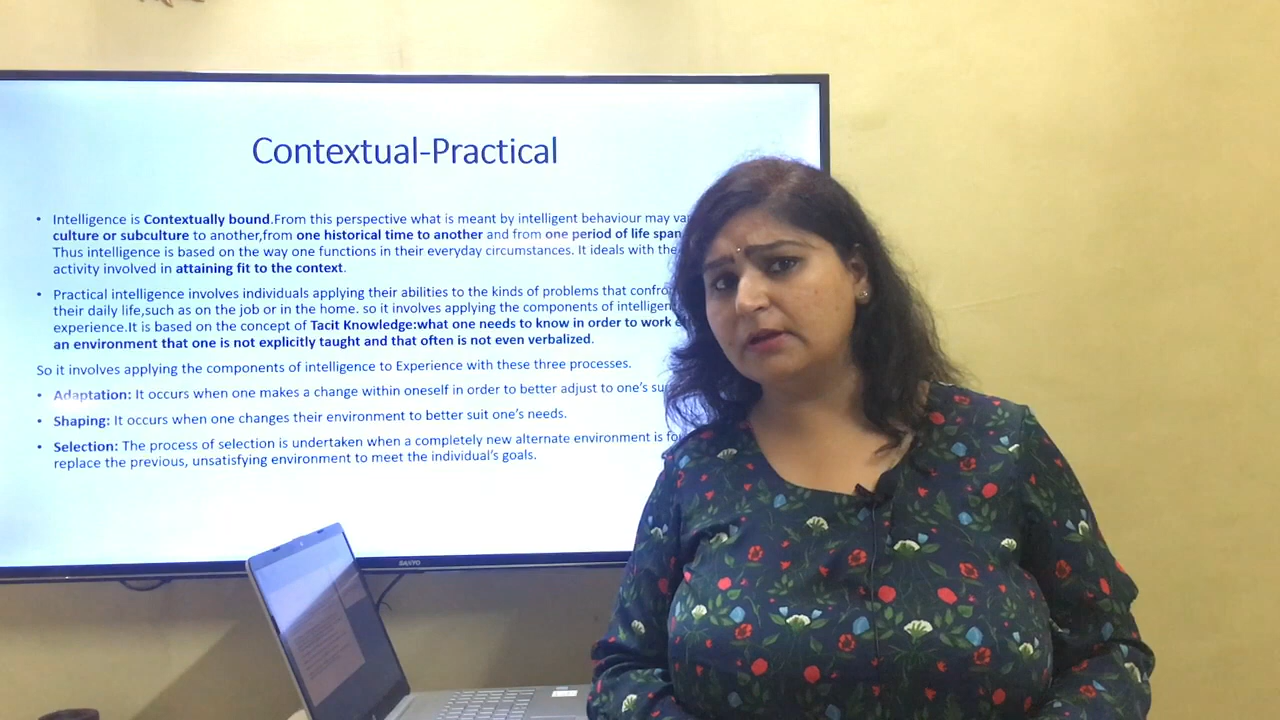 Contextual-Practical
• Intelligence is Contextually bound.From this perspective what is meant by intelligent behaviour may
culture or subculture to another,from one historical time to another and from one period of life span
Thus intelligence is based on the way one functions in their everyday circumstances. It ideals with the
activity involved in attaining fit to the context.
• Practical intelligence involves individuals applying their abilities to the kinds of problems that
their daily life,such as on the job or in the home. so it involves applying the components of
experience.It is based on the concept of Tacit Knowledge:what one needs to know in order to work
an environment that one is not explicitly taught and that often is not even verbalized.
So it involves applying the components of intelligence to Experience with these three processes.
• Adaptation: It occurs when one makes a change within oneself in order to better adjust to one's
• Shaping: It occurs when one changes their environment to better suit one's needs.
• Selection: The process of selection is undertaken when a completely new alternate environment is
replace the previous, unsatisfying environment to meet the individual's goals.
SANYO